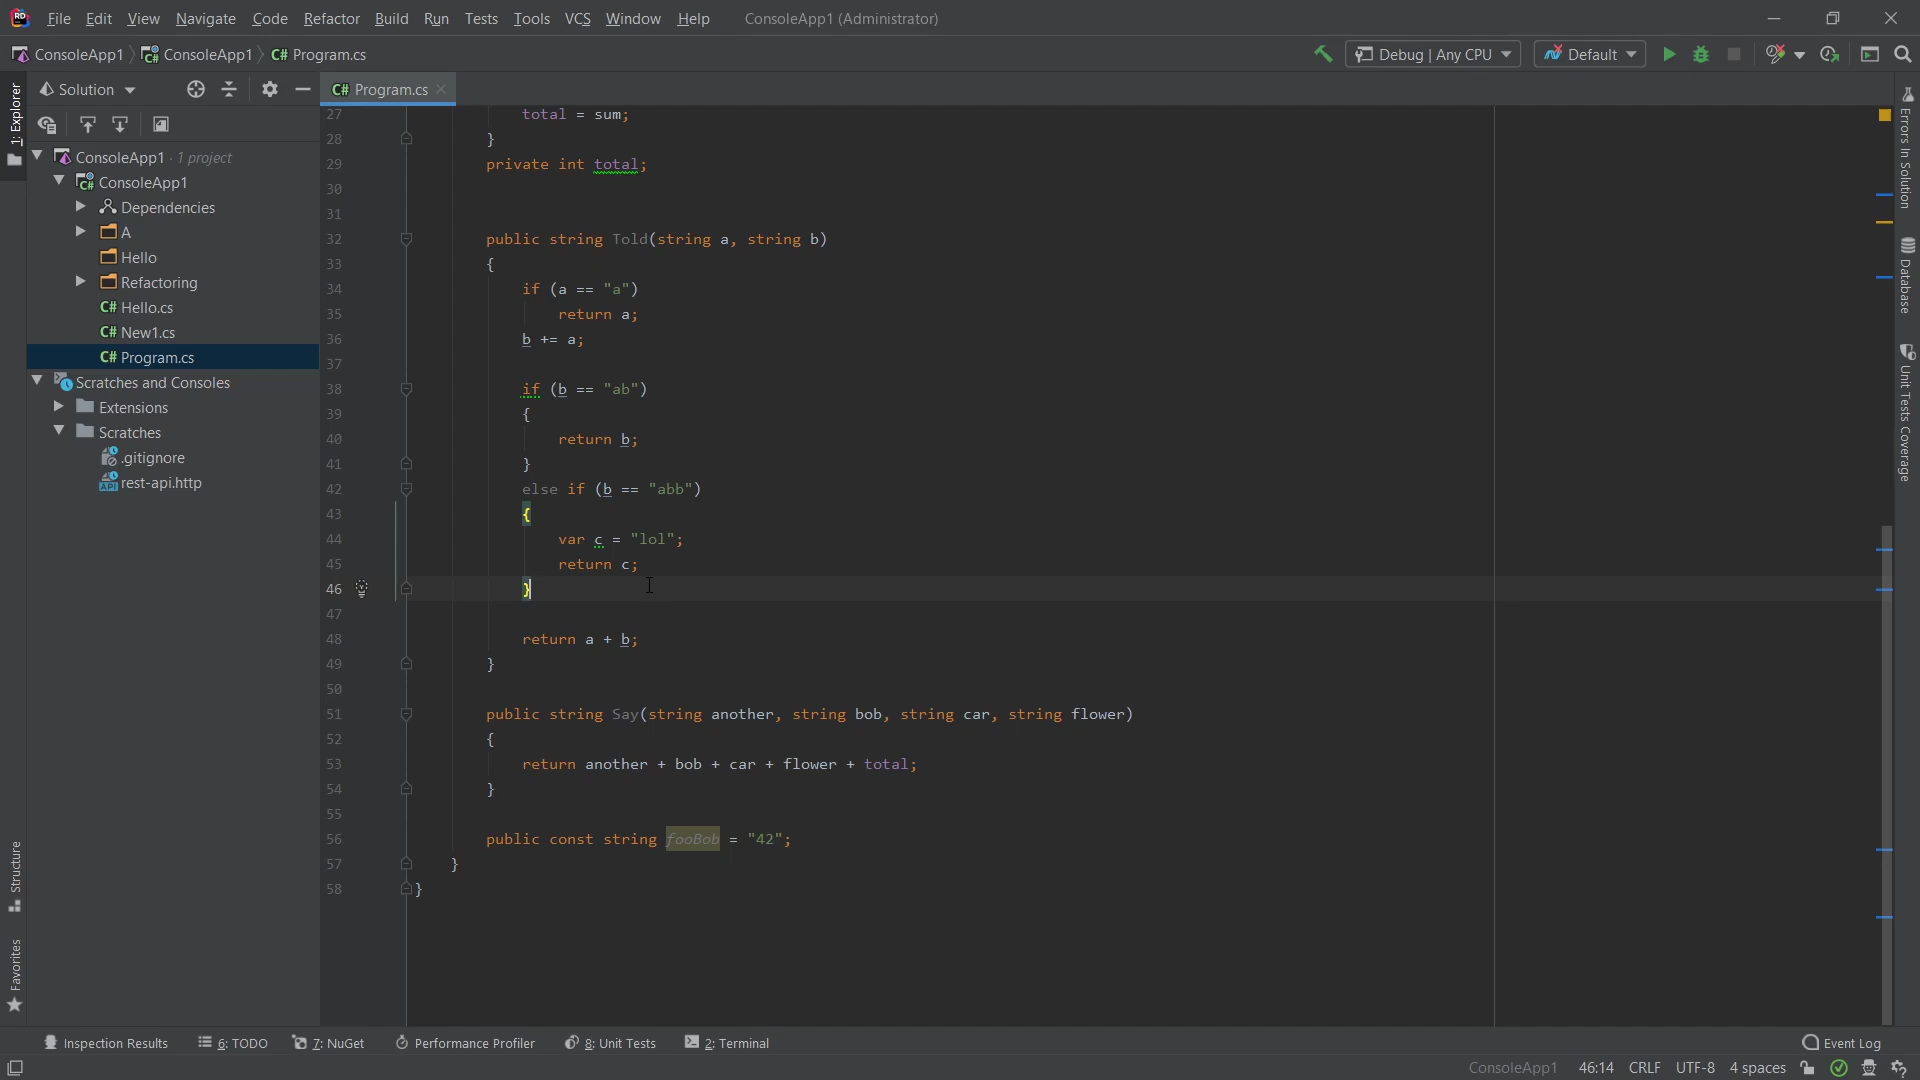 File Edit View Navigate Code Refactor Build Run Tests Tools VCS Window Help ConsoleApp1 (Administrator)
ConsoleApp1 ConsoleApp1 C# Program.cs Debug | Any CPU Default
1: Explorer
Solution
C# Program.cs
ConsoleApp1 · 1 project
ConsoleApp1
Dependencies
A
Hello
Refactoring
C# Hello.cs
C# New1.cs
C# Program.cs
Scratches and Consoles
Extensions
Scratches
.gitignore
API rest-api.http
Structure
Favorites
27 total = sum;
28 }
29 private int total;
30
31
32 public string Told(string a, string b)
33 {
34 if (a == "a")
35 return a;
36 b += a;
37
38 if (b == "ab")
39 {
40 return b;
41 }
42 else if (b == "abb")
43 {
44 var c = "lol";
45 return c;
46 }
47
48 return a + b;
49 }
50
51 public string Say(string another, string bob, string car, string flower)
52 {
53 return another + bob + car + flower + total;
54 }
55
56 public const string fooBob = "42";
57 }
58 }
Errors In Solution
Database
Unit Tests Coverage
Inspection Results 6: TODO 7: NuGet Performance Profiler 8: Unit Tests 2: Terminal Event Log
ConsoleApp1 46:14 CRLF UTF-8 4 spaces